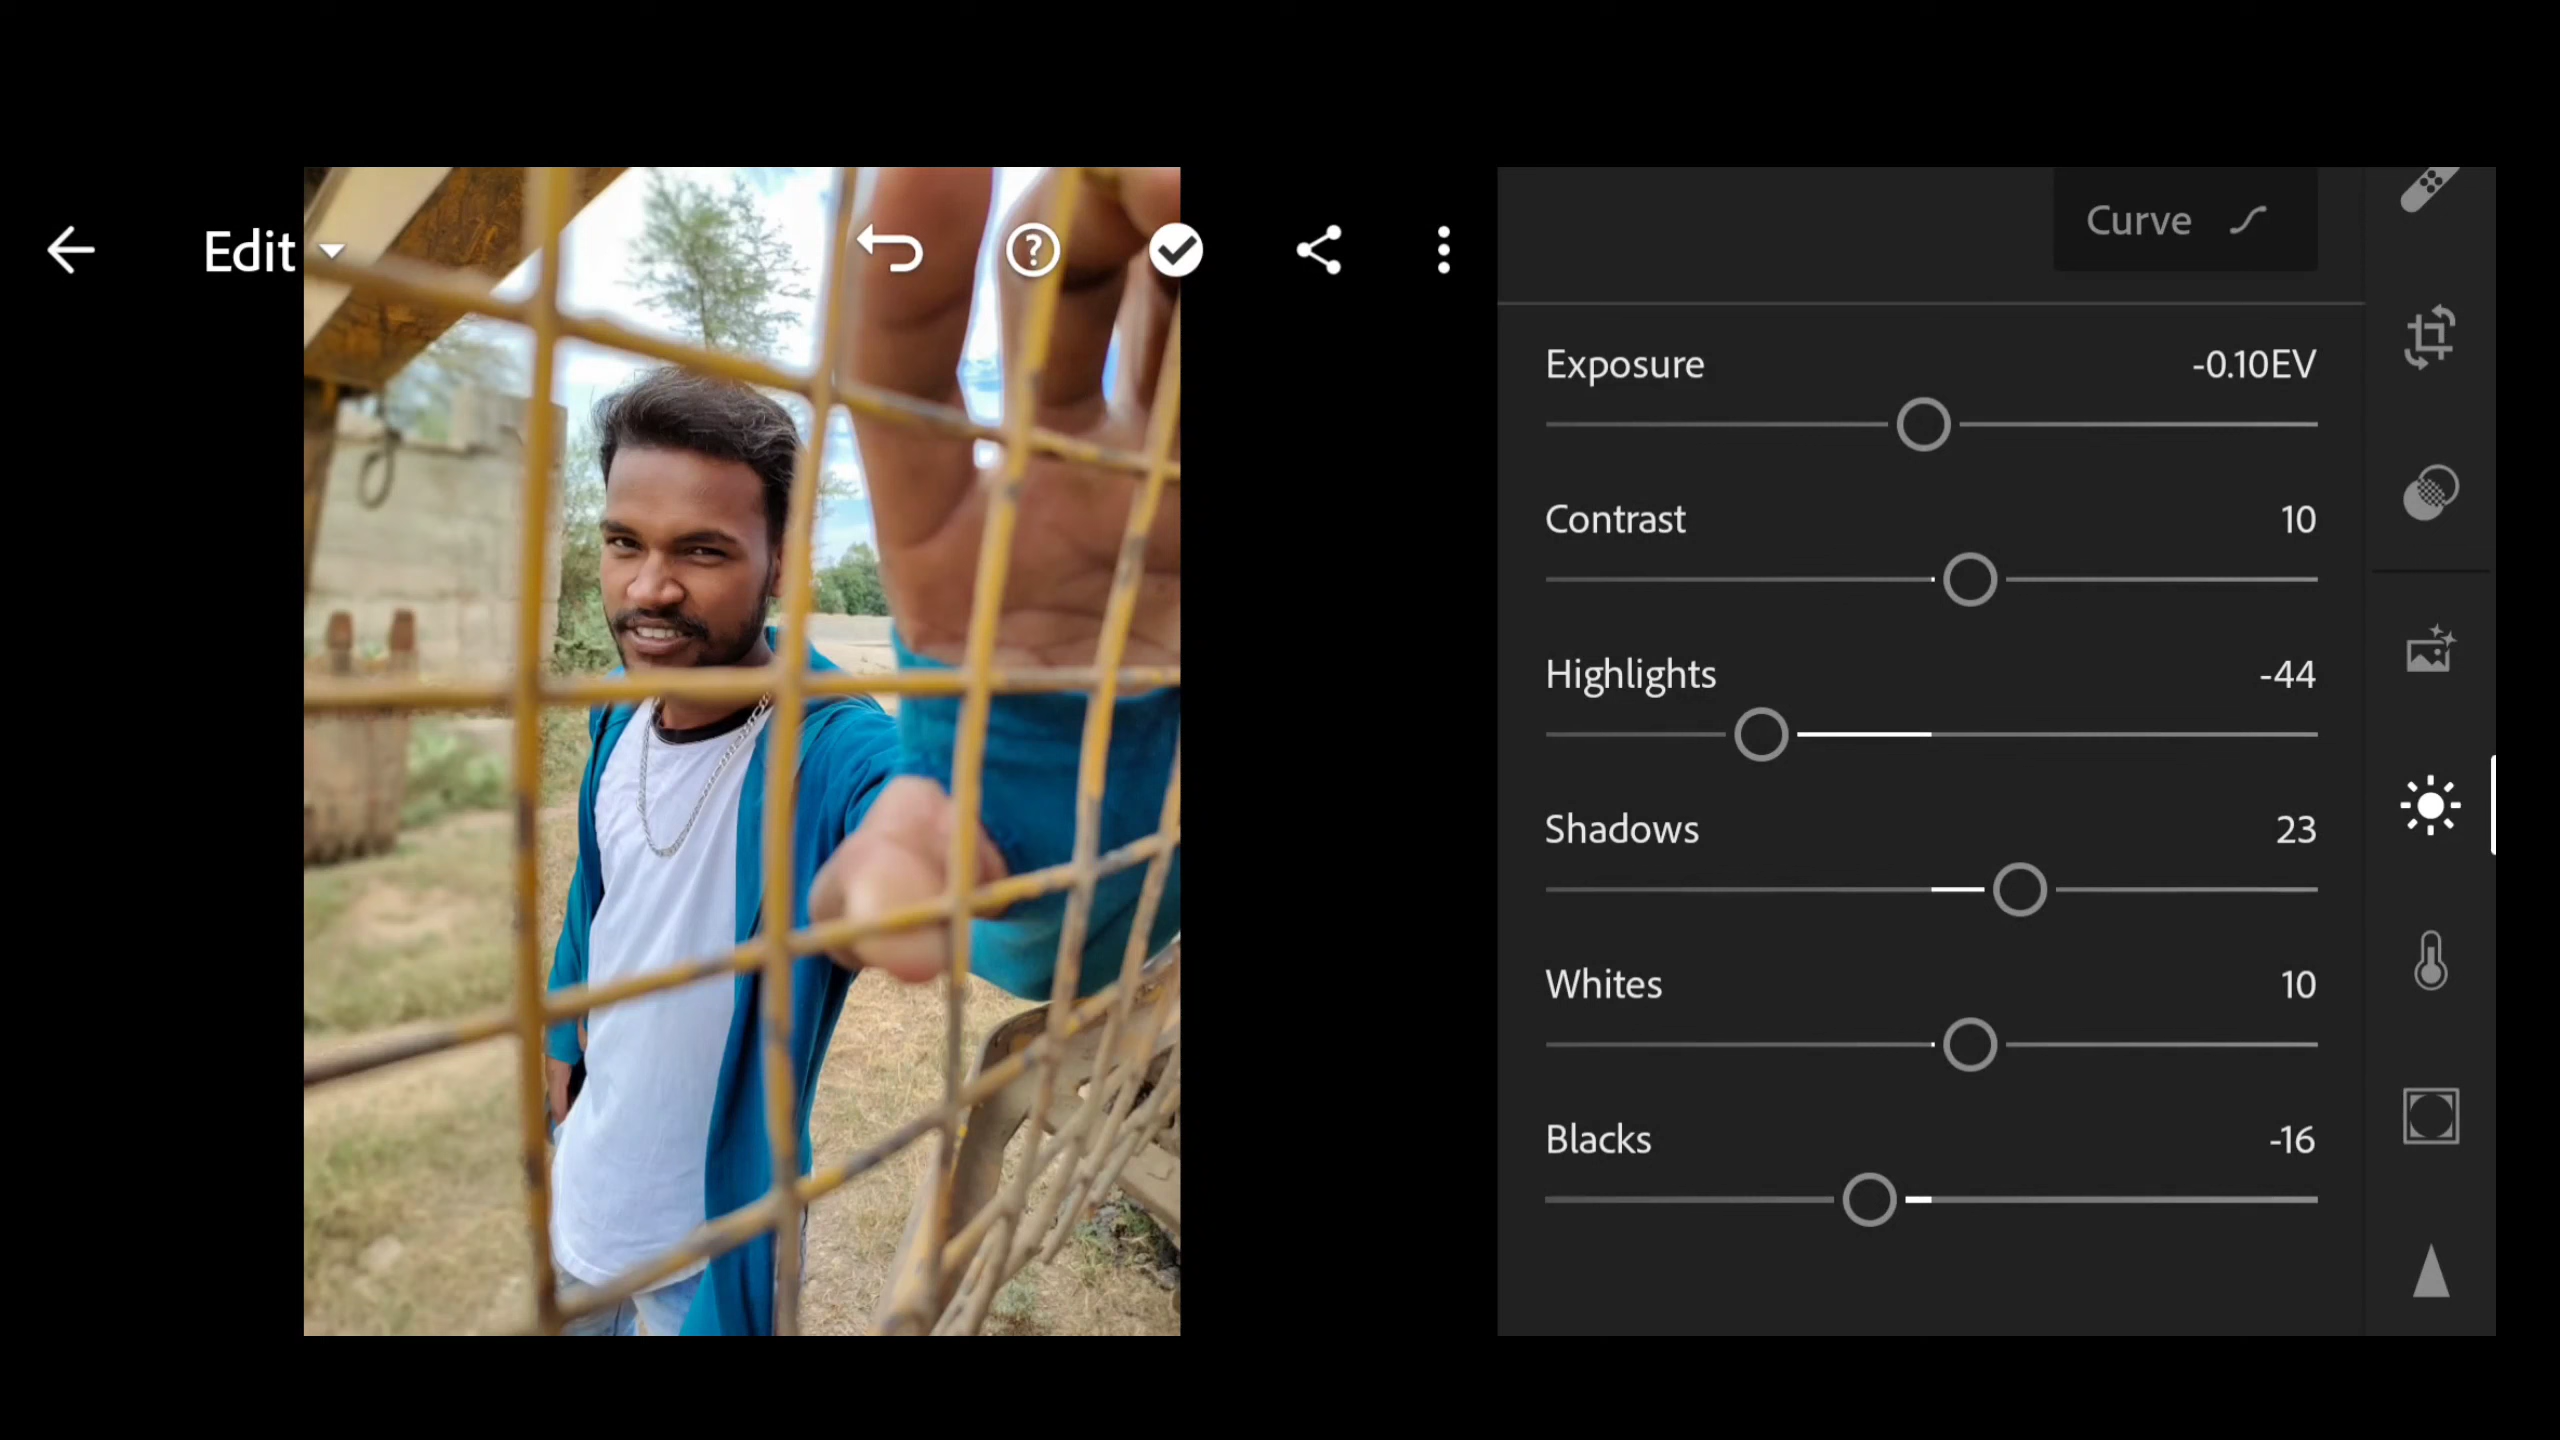 Edit
Curve
Exposure -0.10EV
Contrast 10
Highlights -44
Shadows 23
Whites 10
Blacks -16